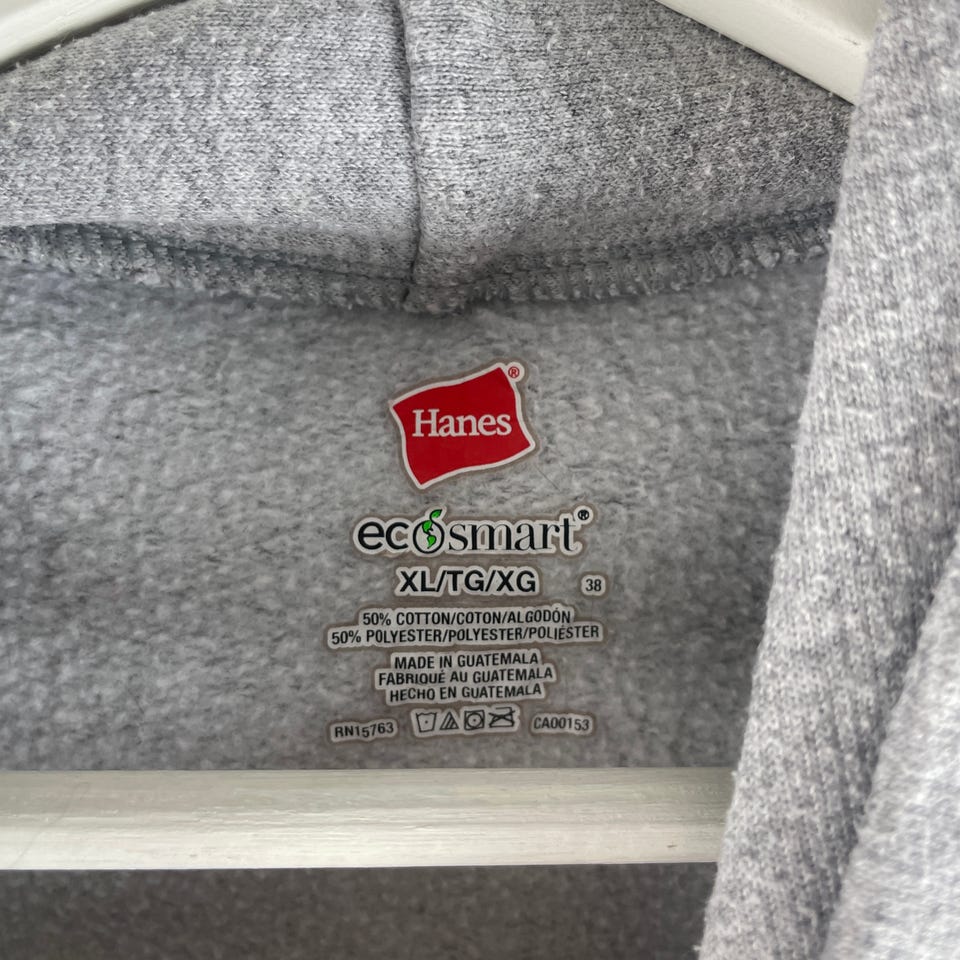 Hanes®
ecosmart®
XL/TG/XG 38
50% COTTON/COTON/ALGODÓN
50% POLYESTER/POLYESTER/POLIÉSTER
MADE IN GUATEMALA
FABRIQUÉ AU GUATEMALA
HECHO EN GUATEMALA
RN15763 CA00153